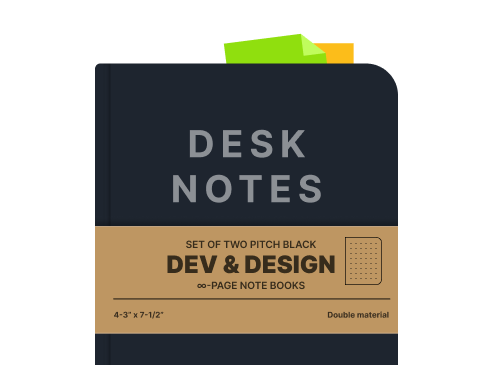 DESK
NOTES
SET OF TWO PITCH BLACK
DEV & DESIGN
∞-PAGE NOTE BOOKS
4-3" x 7-1/2"
Double material